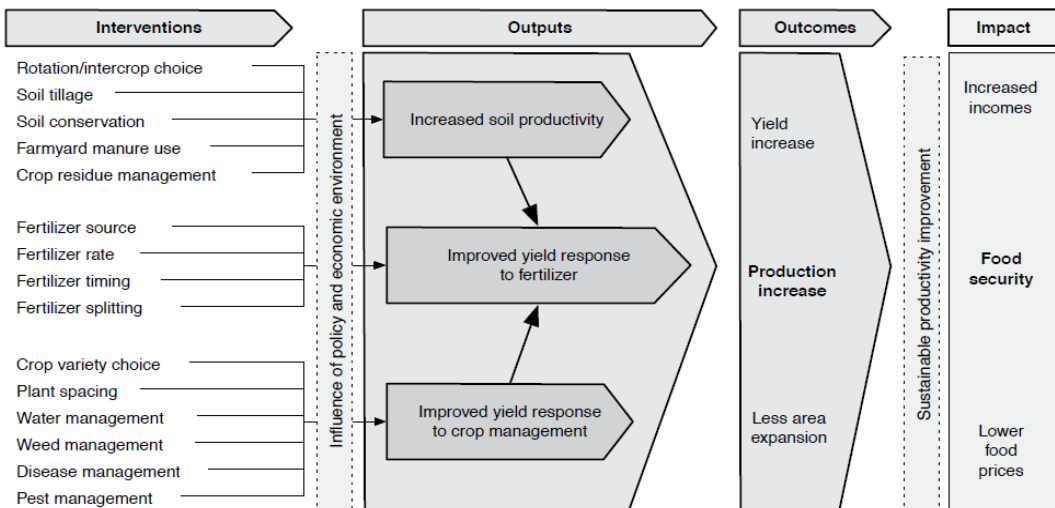 Interventions
Outputs
Outcomes
Impact
Rotation/intercrop choice
Soil tillage
Soil conservation
Farmyard manure use
Crop residue management
Fertilizer source
Fertilizer rate
Fertilizer timing
Fertilizer splitting
Crop variety choice
Plant spacing
Water management
Weed management
Disease management
Pest management
Influence of policy and economic environment
Increased soil productivity
Improved yield response
to fertilizer
Improved yield response
to crop management
Yield
increase
Production
increase
Less area
expansion
Sustainable productivity improvement
Increased
incomes
Food
security
Lower
food
prices